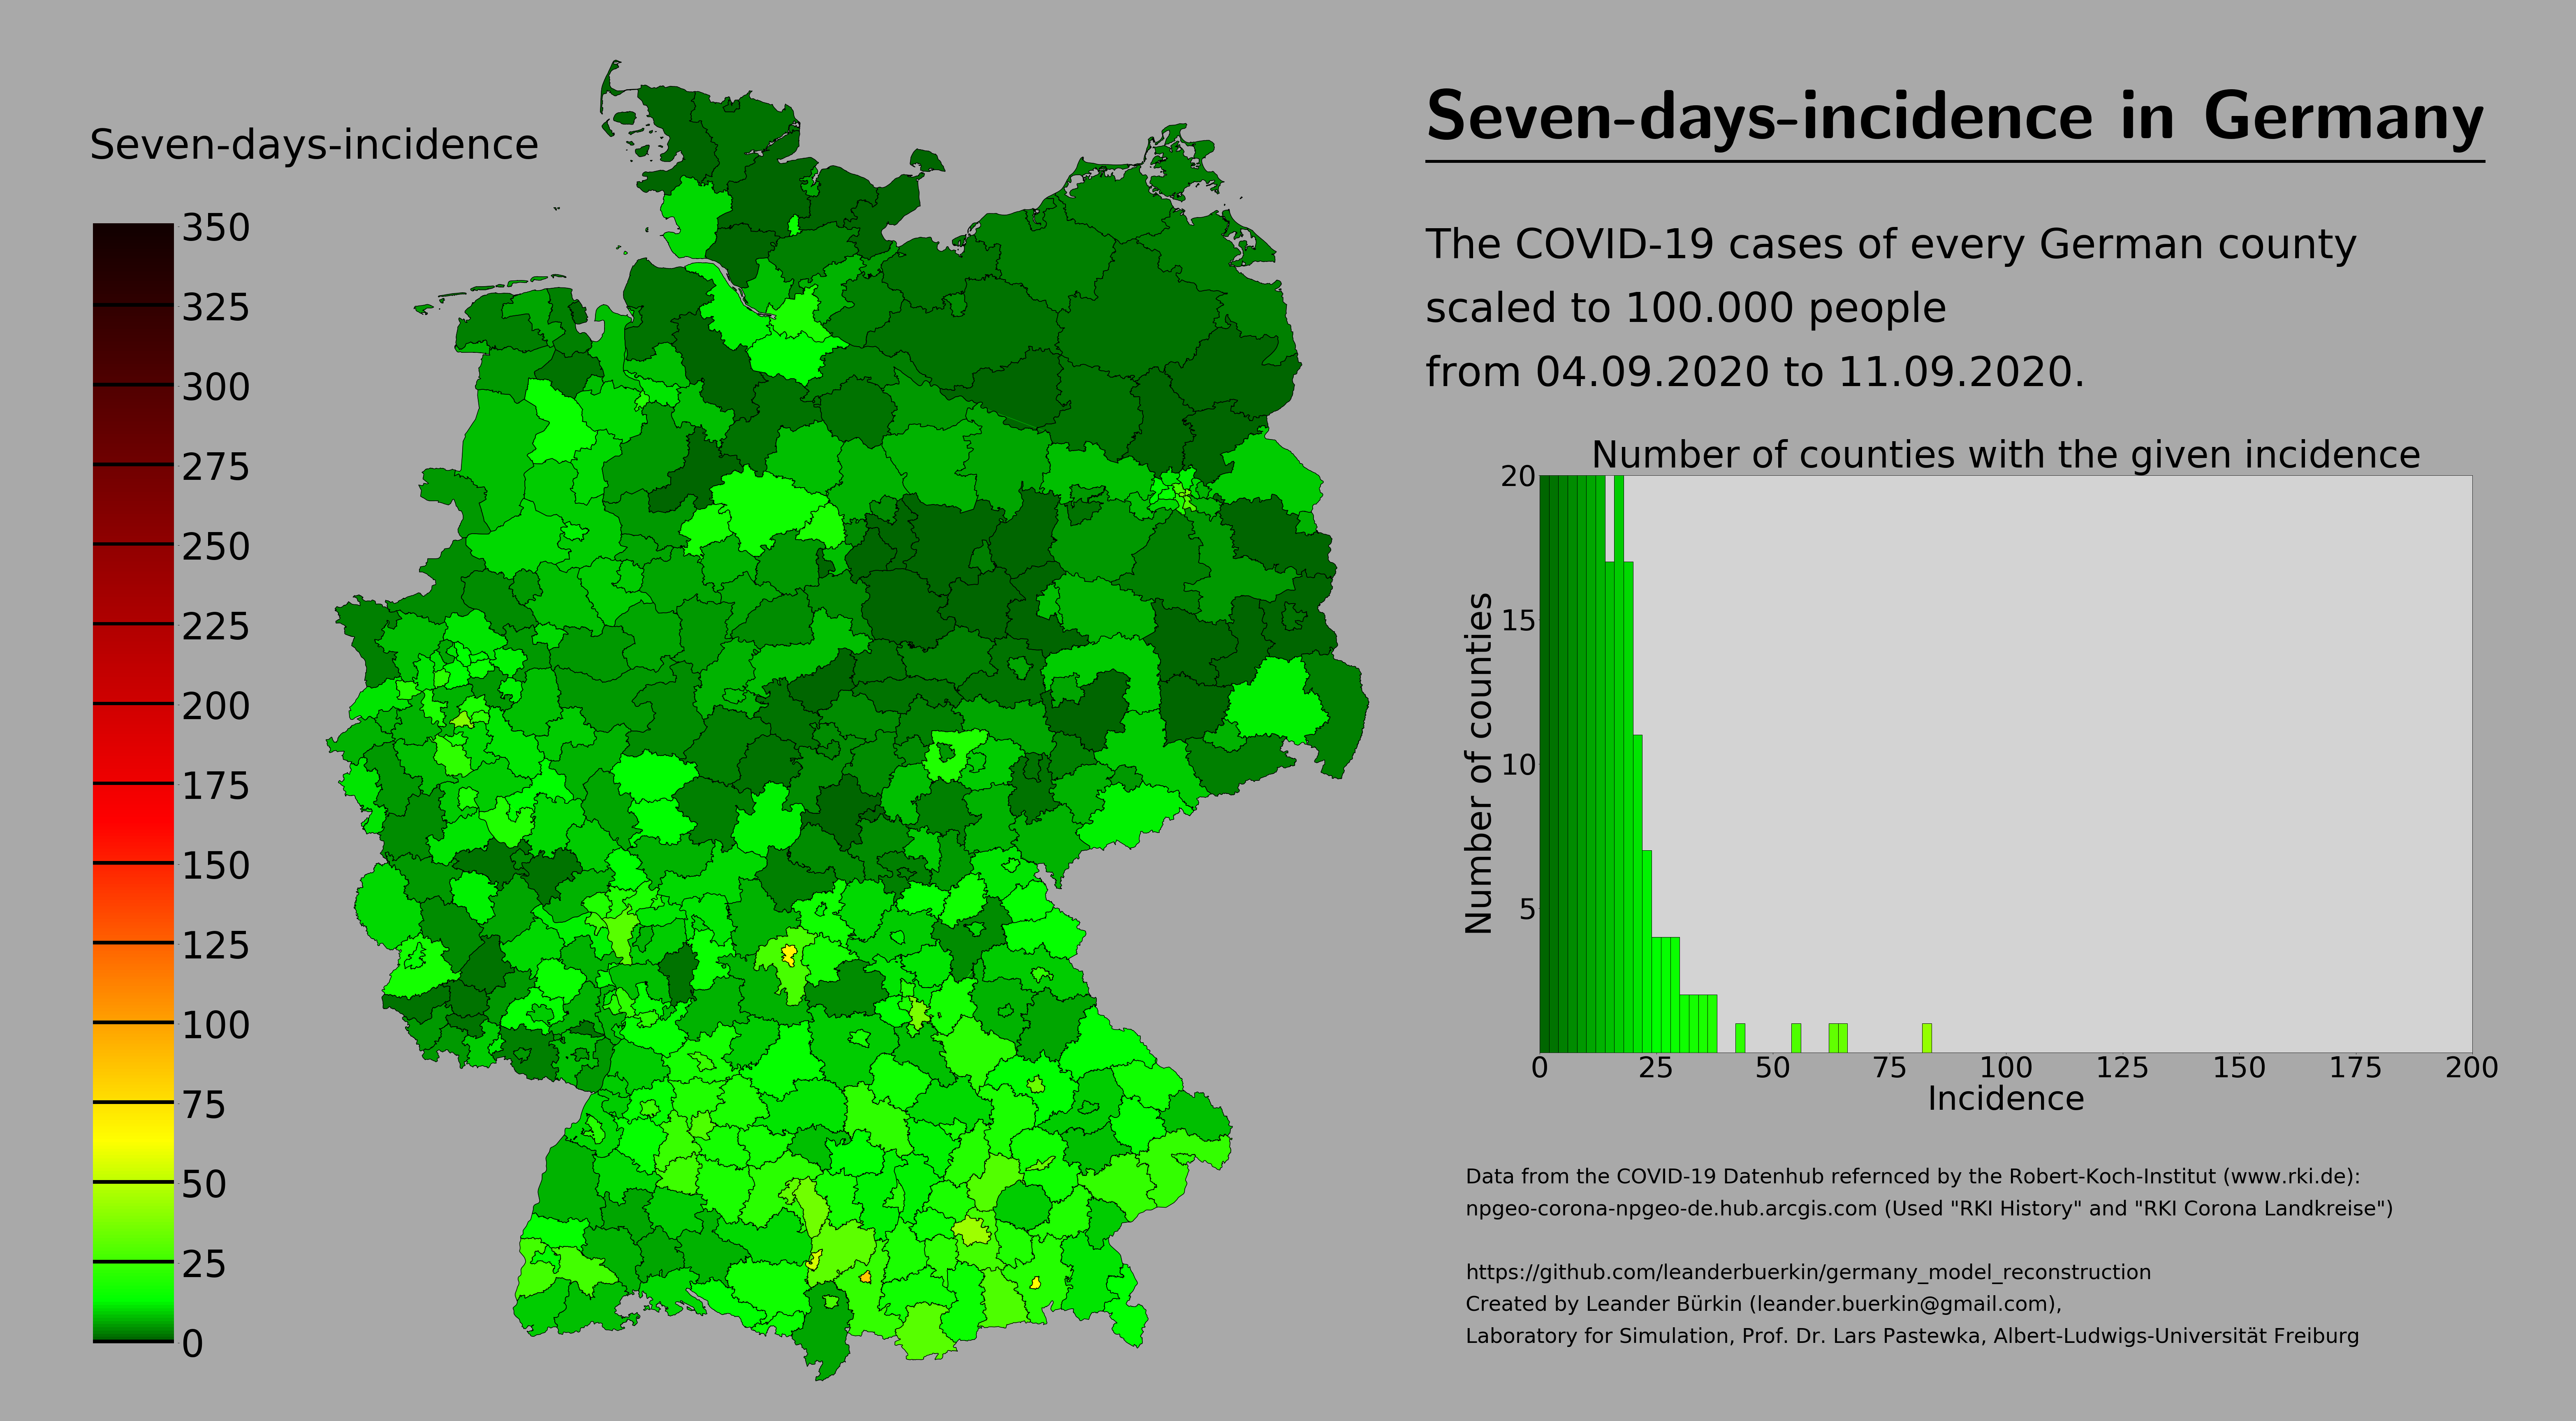 Seven-days-incidence in Germany
Seven-days-incidence
350
325
300
275
250
225
200
175
150
125
100
75
50
25
0
The COVID-19 cases of every German county
scaled to 100.000 people
from 04.09.2020 to 11.09.2020.
Number of counties with the given incidence
20
15
10
5
Number of counties
0 25 50 75 100 125 150 175 200
Incidence
Data from the COVID-19 Datenhub refernced by the Robert-Koch-Institut (www.rki.de):
npgeo-corona-npgeo-de.hub.arcgis.com (Used "RKI History" and "RKI Corona Landkreise")
https://github.com/leanderbuerkin/germany_model_reconstruction
Created by Leander Bürkin (leander.buerkin@gmail.com),
Laboratory for Simulation, Prof. Dr. Lars Pastewka, Albert-Ludwigs-Universität Freiburg